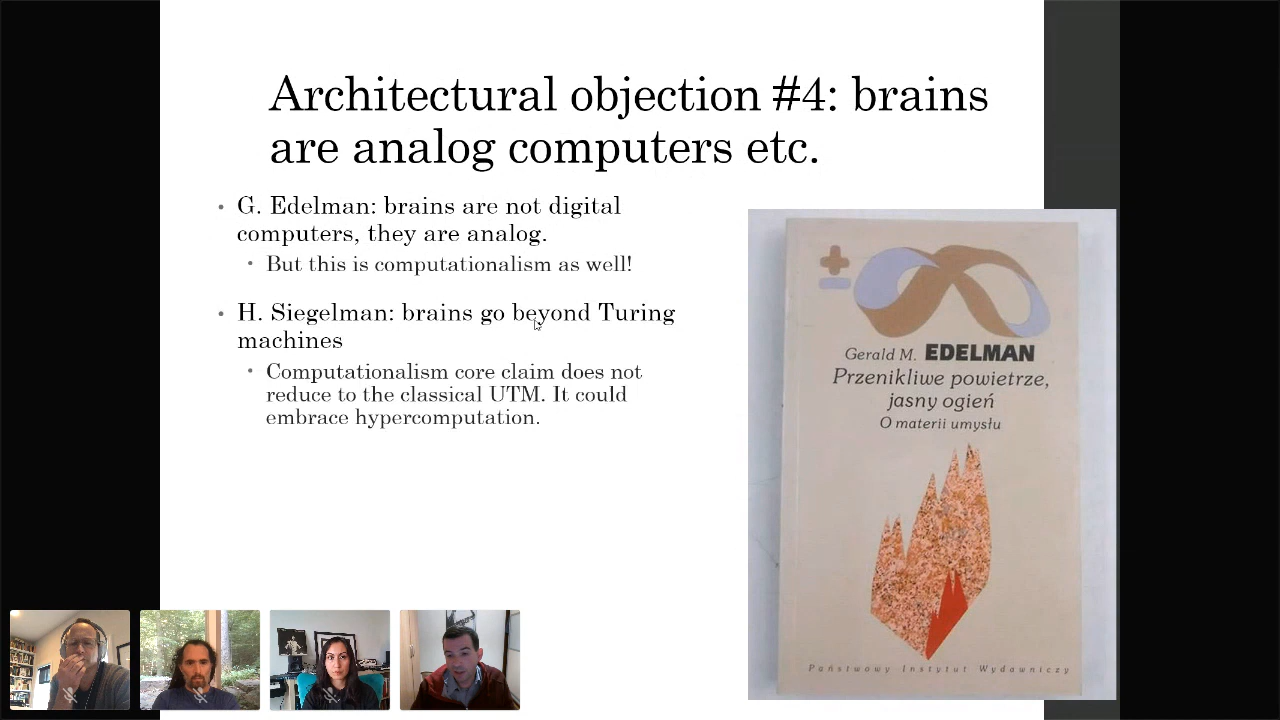 Architectural objection #4: brains
are analog computers etc.
• G. Edelman: brains are not digital
computers, they are analog.
• But this is computationalism as well!
• H. Siegelman: brains go beyond Turing
machines
• Computationalism core claim does not
reduce to the classical UTM. It could
embrace hypercomputation.
Gerald M. EDELMAN
Przenikliwe powietrze,
jasny ogień
O materii umysłu
Państwowy Instytut Wydawniczy